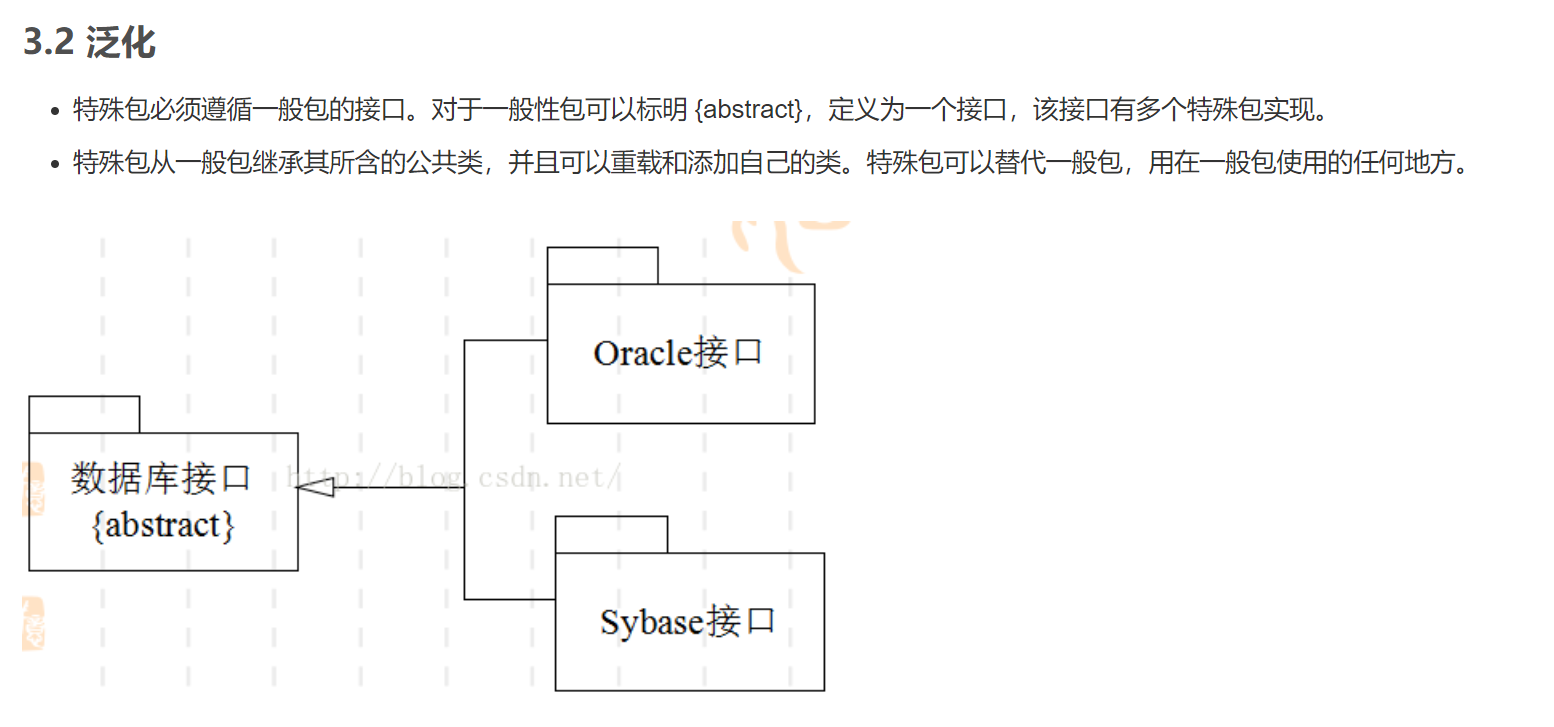 3.2 泛化
特殊包必须遵循一般包的接口。对于一般性包可以标明 {abstract}，定义为一个接口，该接口有多个特殊包实现。
特殊包从一般包继承其所含的公共类，并且可以重载和添加自己的类。特殊包可以替代一般包，用在一般包使用的任何地方。
Oracle接口
数据库接口
{abstract}
http://blog.csdn.net/
Sybase接口